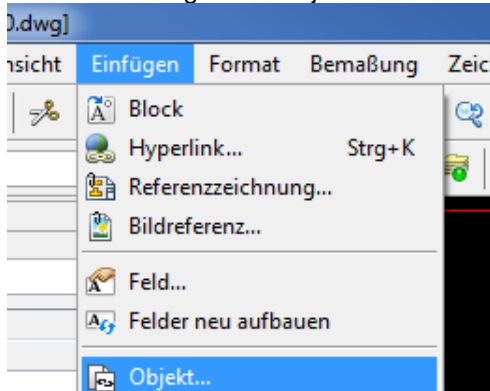 0.dwg]
nsicht Einfügen Format Bemaßung Zeic
Block
Hyperlink... Strg+K
Referenzzeichnung...
Bildreferenz...
Feld...
Felder neu aufbauen
Objekt...